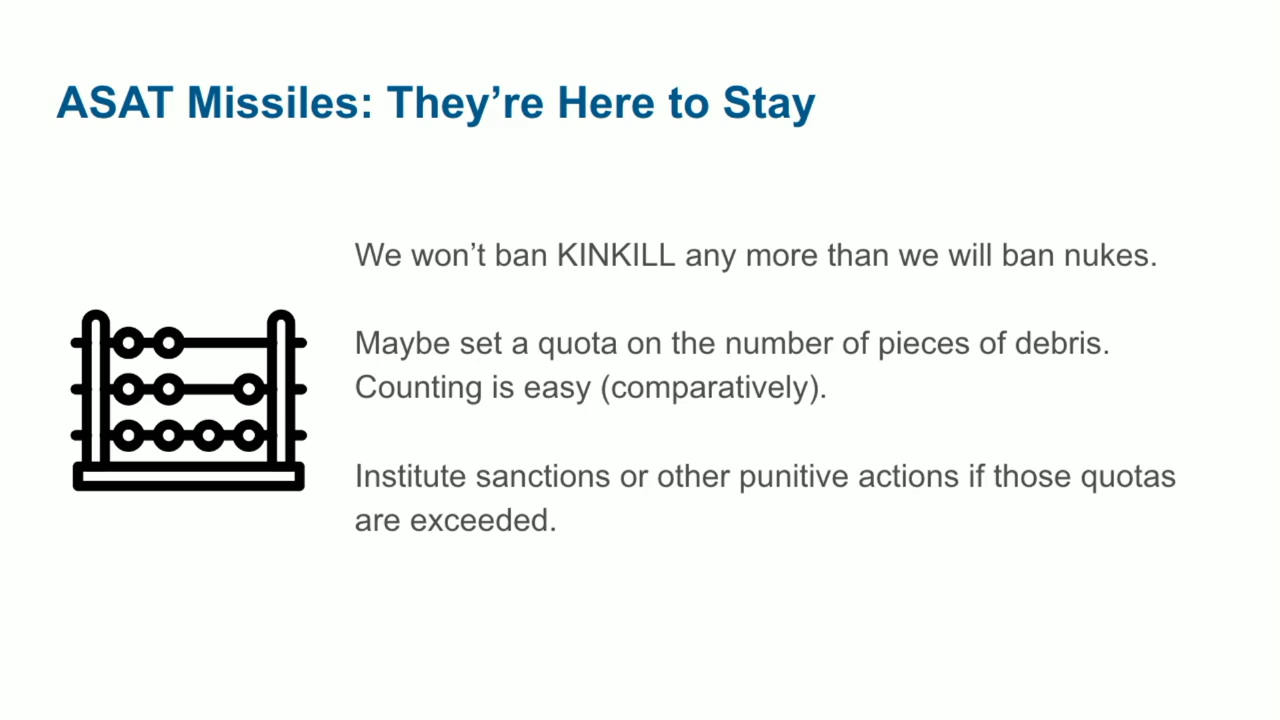 ASAT Missiles: They’re Here to Stay
We won’t ban KINKILL any more than we will ban nukes.
Maybe set a quota on the number of pieces of debris.
Counting is easy (comparatively).
Institute sanctions or other punitive actions if those quotas
are exceeded.